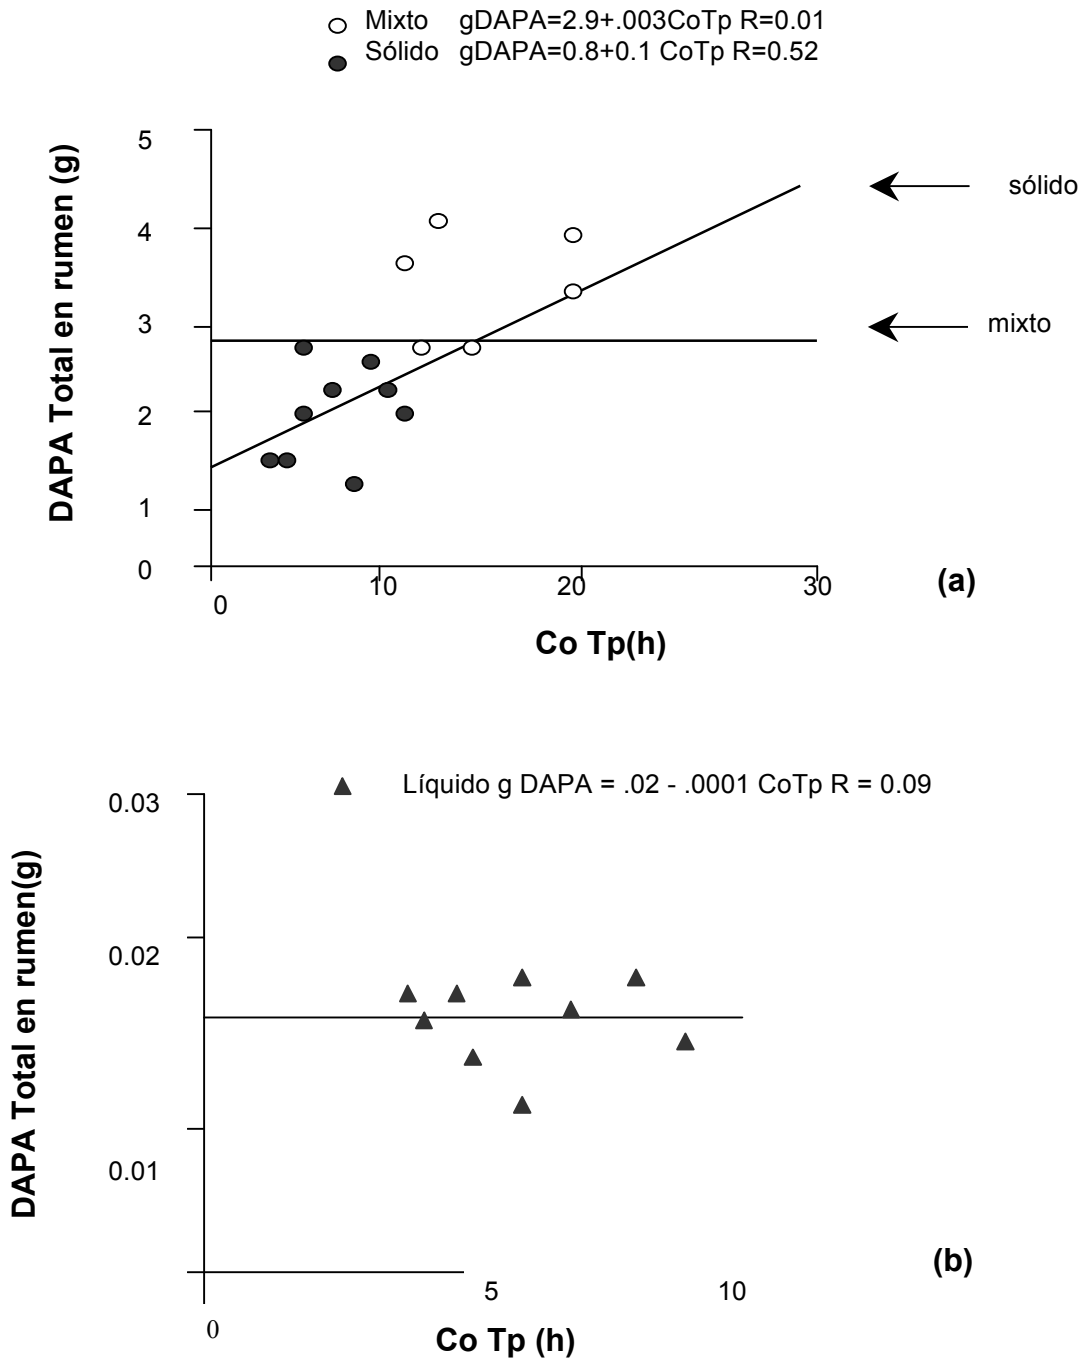 Mixto gDAPA=2.9+.003CoTp R=0.01
Sólido gDAPA=0.8+0.1 CoTp R=0.52
DAPA Total en rumen (g)
5
4
3
2
1
0
sólido
mixto
0
10
20
30
(a)
Co Tp(h)
Líquido g DAPA = .02 - .0001 CoTp R = 0.09
DAPA Total en rumen(g)
0.03
0.02
0.01
(b)
0
5
10
Co Tp (h)